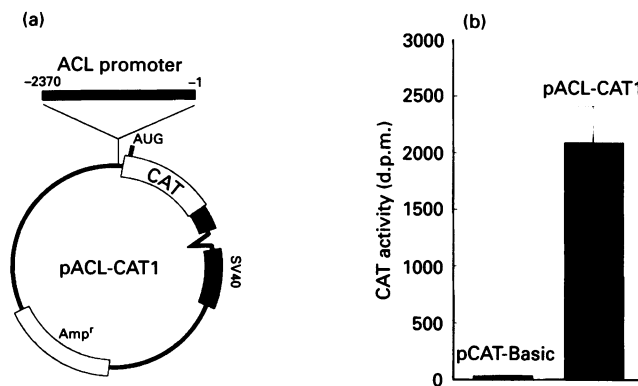 (a)
ACL promoter
−2370
−1
AUG
CAT
pACL-CAT1
SV40
Ampʳ
(b)
3000
2500
2000
1500
1000
500
0
CAT activity (d.p.m.)
pACL-CAT1
pCAT-Basic